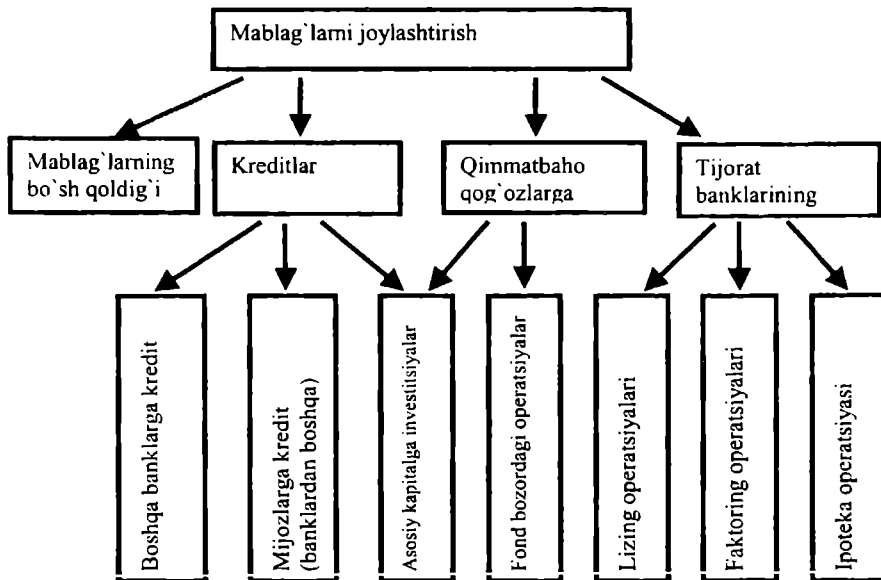 Mablag`larni joylashtirish
Mablag`larning
bo`sh qoldig`i
Kreditlar
Qimmatbaho
qog`ozlarga
Tijorat
banklarining
Boshqa banklarga kredit
Mijozlarga kredit
(banklardan boshqa)
Asosiy kapitalga investitsiyalar
Fond bozordagi operatsiyalar
Lizing operatsiyalari
Faktoring operatsiyalari
Ipoteka operatsiyasi